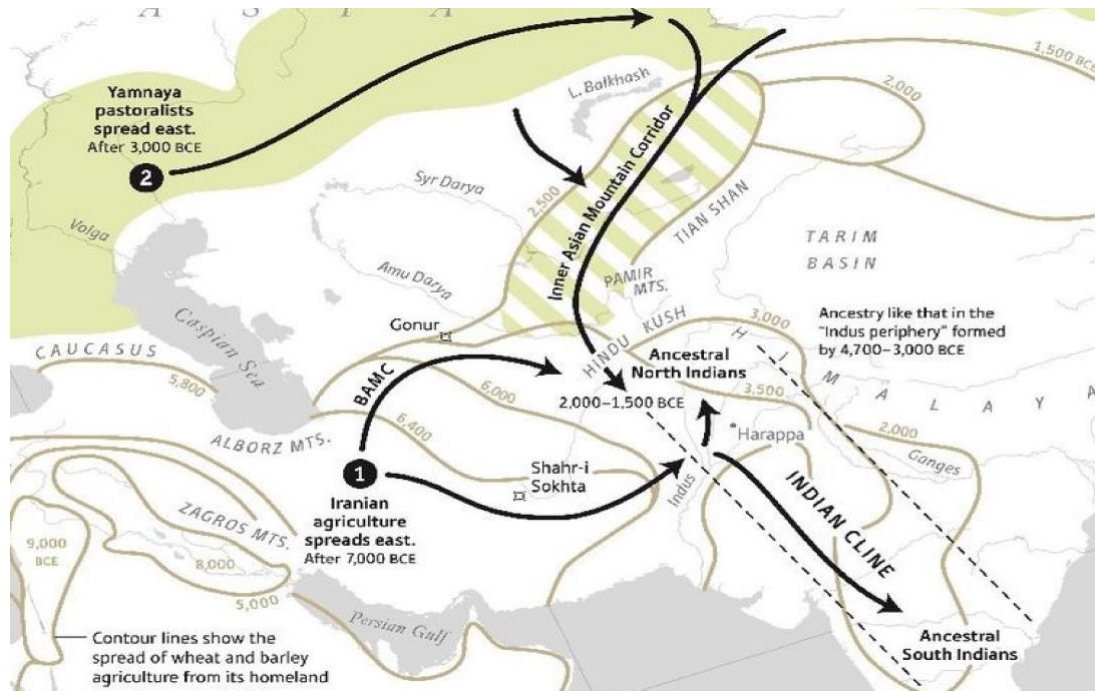 A S I A
Yamnaya
pastoralists
spread east.
After 3,000 BCE
2
Volga
Caspian Sea
CAUCASUS
5,800
ALBORZ MTS.
ZAGROS MTS.
9,000
BCE
8,000
5,000
Contour lines show the
spread of wheat and barley
agriculture from its homeland
Persian Gulf
1
Iranian
agriculture
spreads east.
After 7,000 BCE
BAMC
6,000
6,400
Shahr-i
Sokhta
Gonur
Amu Darya
Syr Darya
2,500
L. Balkhash
Inner Asian Mountain Corridor
TIAN SHAN
PAMIR
MTS.
HINDU KUSH
1,500 BCE
2,000
TARIM
BASIN
Ancestry like that in the
"Indus periphery" formed
by 4,700–3,000 BCE
3,000
HIMALAYA
Ancestral
North Indians
2,000–1,500 BCE
3,500
Harappa
2,000
Ganges
Indus
INDIAN CLINE
Ancestral
South Indians